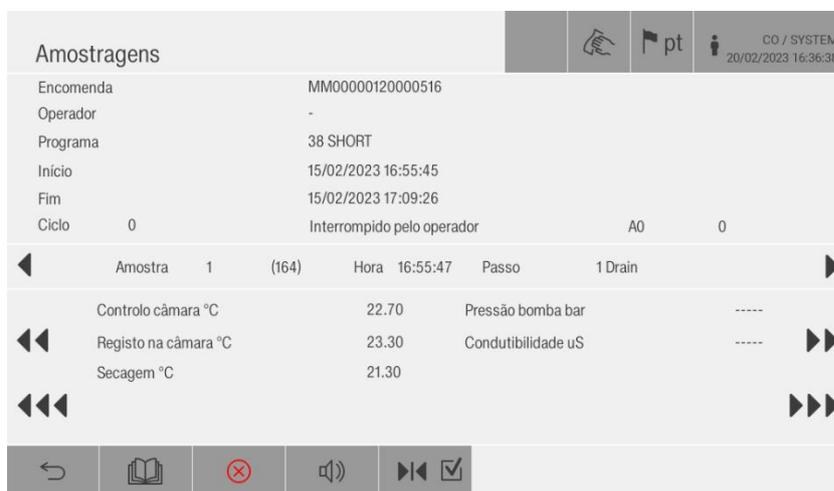 Amostragens
pt
CO / SYSTEM
20/02/2023 16:36:38
Encomenda MM00000120000516
Operador -
Programa 38 SHORT
Início 15/02/2023 16:55:45
Fim 15/02/2023 17:09:26
Ciclo 0 Interrompido pelo operador A0 0
Amostra 1 (164) Hora 16:55:47 Passo 1 Drain
Controlo câmara °C 22.70 Pressão bomba bar -----
Registo na câmara °C 23.30 Condutibilidade uS -----
Secagem °C 21.30